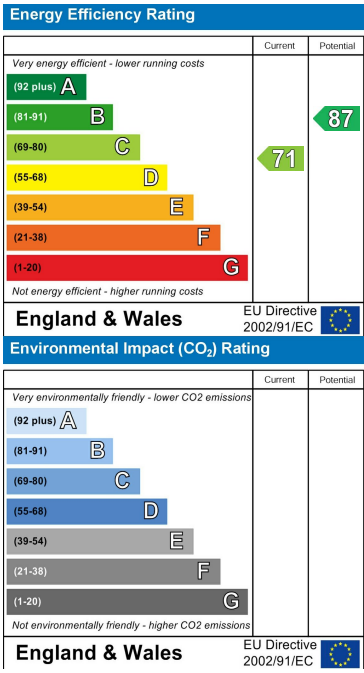 Energy Efficiency Rating
Current Potential
Very energy efficient - lower running costs
(92 plus) A
(81-91) B
(69-80) C
(55-68) D
(39-54) E
(21-38) F
(1-20) G
71
87
Not energy efficient - higher running costs
England & Wales
EU Directive
2002/91/EC
Environmental Impact (CO₂) Rating
Current Potential
Very environmentally friendly - lower CO2 emissions
(92 plus) A
(81-91) B
(69-80) C
(55-68) D
(39-54) E
(21-38) F
(1-20) G
Not environmentally friendly - higher CO2 emissions
England & Wales
EU Directive
2002/91/EC